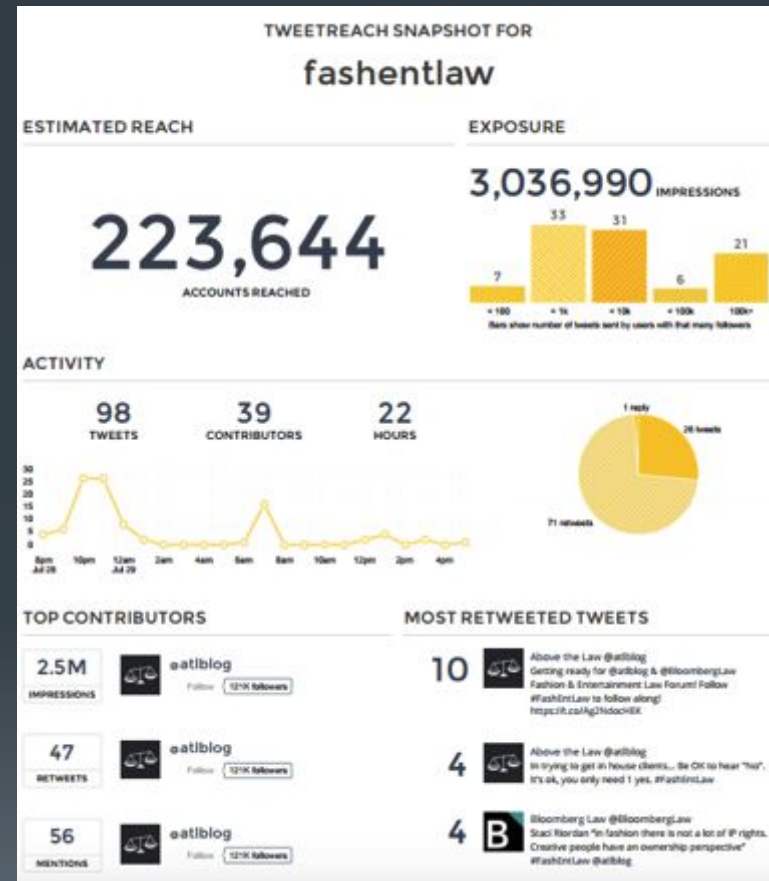 TWEETREACH SNAPSHOT FOR
fashentlaw
ESTIMATED REACH
223,644
ACCOUNTS REACHED
EXPOSURE
3,036,990 IMPRESSIONS
7 33 31 6 21
< 100 < 1k < 10k < 100k 100k+
Bars show number of tweets sent by users with that many followers
ACTIVITY
98
TWEETS
39
CONTRIBUTORS
22
HOURS
30
25
20
15
10
5
0
8pm 10pm 12am 2am 4am 6am 8am 10am 12pm 2pm 4pm
Jul 28 Jul 29
1 reply
26 tweets
71 retweets
TOP CONTRIBUTORS
2.5M
IMPRESSIONS
@atlblog
Follow 121K followers
47
RETWEETS
@atlblog
Follow 121K followers
56
MENTIONS
@atlblog
Follow 121K followers
MOST RETWEETED TWEETS
10
Above the Law @atlblog
Getting ready for @atlblog & @BloombergLaw
Fashion & Entertainment Law Forum! Follow
#FashEntLaw to follow along!
4
Above the Law @atlblog
In trying to get in house clients... Be OK to hear "No".
It's ok, you only need 1 yes. #FashEntLaw
4
B
Bloomberg Law @BloombergLaw
Staci Riordan "In fashion there is not a lot of IP rights.
Creative people have an ownership perspective"
#FashEntLaw @atlblog